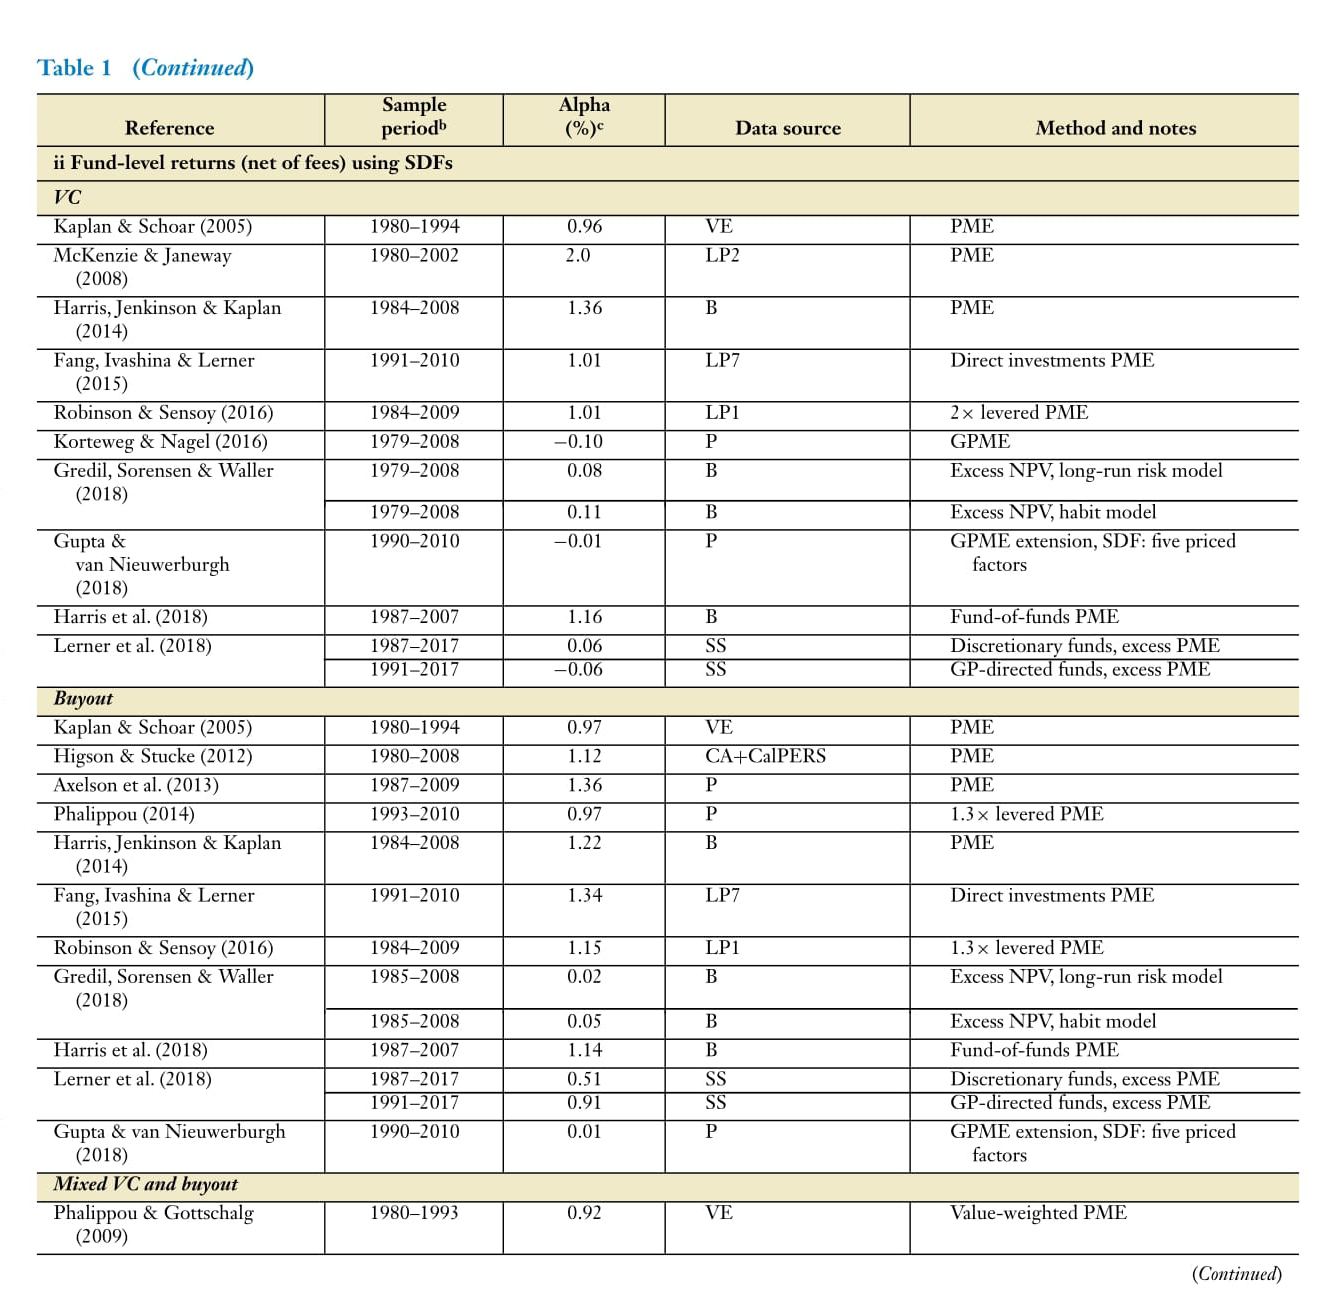 Table 1 (Continued)
Reference Sample periodᵇ Alpha (%)ᶜ Data source Method and notes
ii Fund-level returns (net of fees) using SDFs
VC
Kaplan & Schoar (2005) 1980–1994 0.96 VE PME
McKenzie & Janeway 1980–2002 2.0 LP2 PME
(2008)
Harris, Jenkinson & Kaplan 1984–2008 1.36 B PME
(2014)
Fang, Ivashina & Lerner 1991–2010 1.01 LP7 Direct investments PME
(2015)
Robinson & Sensoy (2016) 1984–2009 1.01 LP1 2× levered PME
Korteweg & Nagel (2016) 1979–2008 −0.10 P GPME
Gredil, Sorensen & Waller 1979–2008 0.08 B Excess NPV, long-run risk model
(2018)
1979–2008 0.11 B Excess NPV, habit model
Gupta & 1990–2010 −0.01 P GPME extension, SDF: five priced
van Nieuwerburgh factors
(2018)
Harris et al. (2018) 1987–2007 1.16 B Fund-of-funds PME
Lerner et al. (2018) 1987–2017 0.06 SS Discretionary funds, excess PME
1991–2017 −0.06 SS GP-directed funds, excess PME
Buyout
Kaplan & Schoar (2005) 1980–1994 0.97 VE PME
Higson & Stucke (2012) 1980–2008 1.12 CA+CalPERS PME
Axelson et al. (2013) 1987–2009 1.36 P PME
Phalippou (2014) 1993–2010 0.97 P 1.3× levered PME
Harris, Jenkinson & Kaplan 1984–2008 1.22 B PME
(2014)
Fang, Ivashina & Lerner 1991–2010 1.34 LP7 Direct investments PME
(2015)
Robinson & Sensoy (2016) 1984–2009 1.15 LP1 1.3× levered PME
Gredil, Sorensen & Waller 1985–2008 0.02 B Excess NPV, long-run risk model
(2018)
1985–2008 0.05 B Excess NPV, habit model
Harris et al. (2018) 1987–2007 1.14 B Fund-of-funds PME
Lerner et al. (2018) 1987–2017 0.51 SS Discretionary funds, excess PME
1991–2017 0.91 SS GP-directed funds, excess PME
Gupta & van Nieuwerburgh 1990–2010 0.01 P GPME extension, SDF: five priced
(2018) factors
Mixed VC and buyout
Phalippou & Gottschalg 1980–1993 0.92 VE Value-weighted PME
(2009)
(Continued)